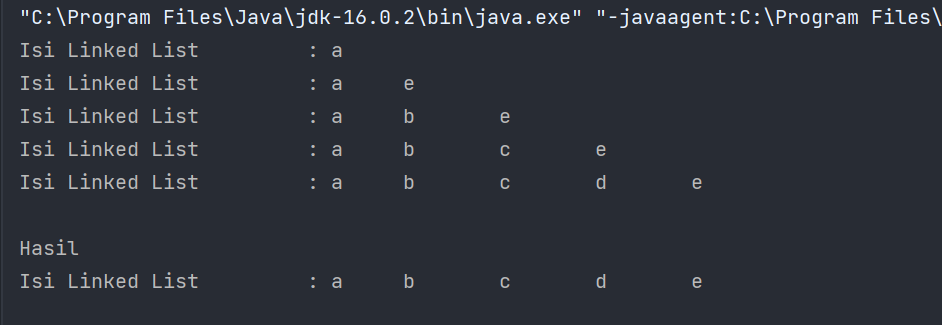 "C:\Program Files\Java\jdk-16.0.2\bin\java.exe" "-javaagent:C:\Program Files\
Isi Linked List : a
Isi Linked List : a e
Isi Linked List : a b e
Isi Linked List : a b c e
Isi Linked List : a b c d e
Hasil
Isi Linked List : a b c d e